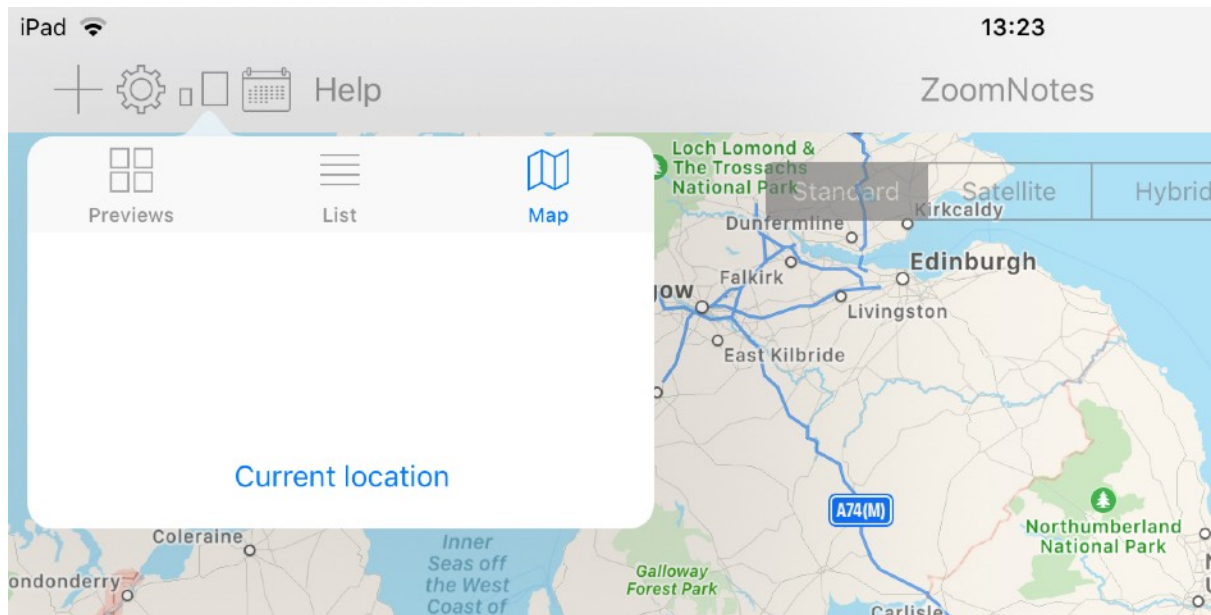 iPad 13:23
Help ZoomNotes
Previews List Map
Current location
Loch Lomond &
The Trossachs
National Park
Standard Satellite Hybrid
Kirkcaldy
Dunfermline
Edinburgh
Falkirk
Livingston
East Kilbride
A74(M)
Northumberland
National Park
Coleraine
Inner
Seas off
the West
Coast of
Galloway
Forest Park
Carlisle